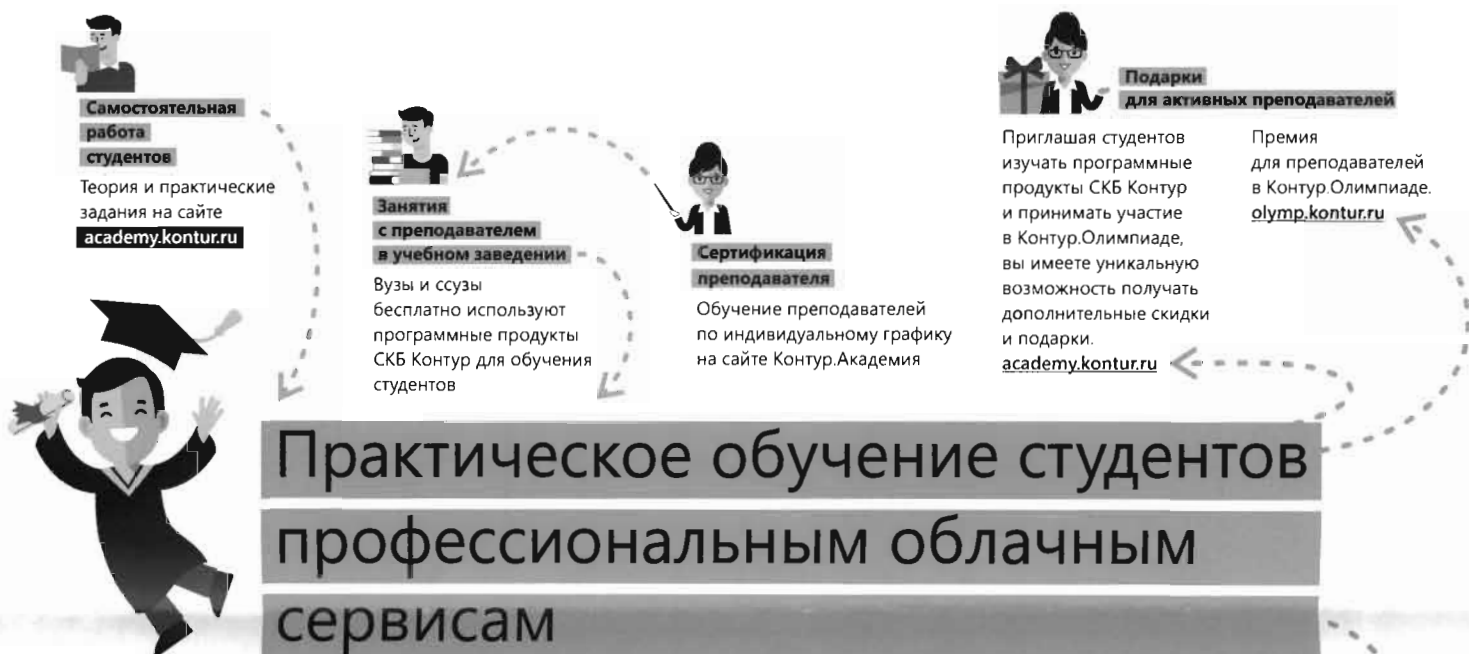 Самостоятельная
работа
студентов
Теория и практические
задания на сайте
academy.kontur.ru
Занятия
с преподавателем
в учебном заведении
Вузы и ссузы
бесплатно используют
программные продукты
СКБ Контур для обучения
студентов
Сертификация
преподавателя
Обучение преподавателей
по индивидуальному графику
на сайте Контур.Академия
Подарки
для активных преподавателей
Приглашая студентов
изучать программные
продукты СКБ Контур
и принимать участие
в Контур.Олимпиаде,
вы имеете уникальную
возможность получать
дополнительные скидки
и подарки.
academy.kontur.ru
Премия
для преподавателей
в Контур.Олимпиаде.
olymp.kontur.ru
Практическое обучение студентов
профессиональным облачным
сервисам